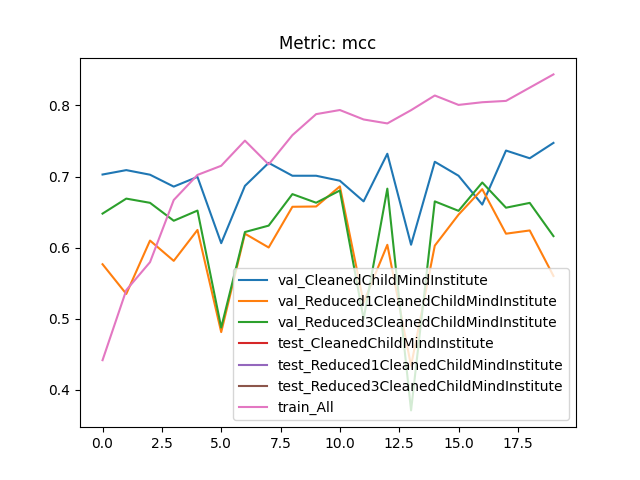 Metric: mcc
0.8
0.7
0.6
0.5
0.4
val_CleanedChildMindInstitute
val_Reduced1CleanedChildMindInstitute
val_Reduced3CleanedChildMindInstitute
test_CleanedChildMindInstitute
test_Reduced1CleanedChildMindInstitute
test_Reduced3CleanedChildMindInstitute
train_All
0.0 2.5 5.0 7.5 10.0 12.5 15.0 17.5